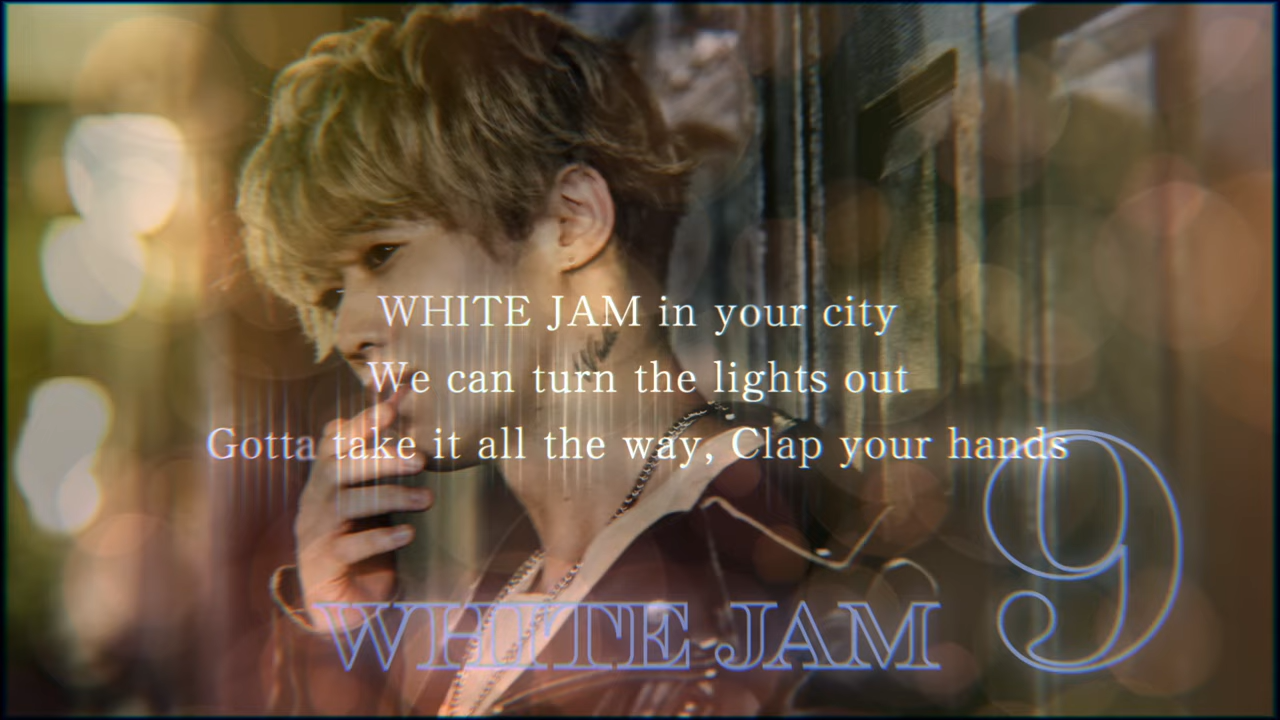 WHITE JAM in your city
We can turn the lights out
Gotta take it all the way, Clap your hands
WHITE JAM 9